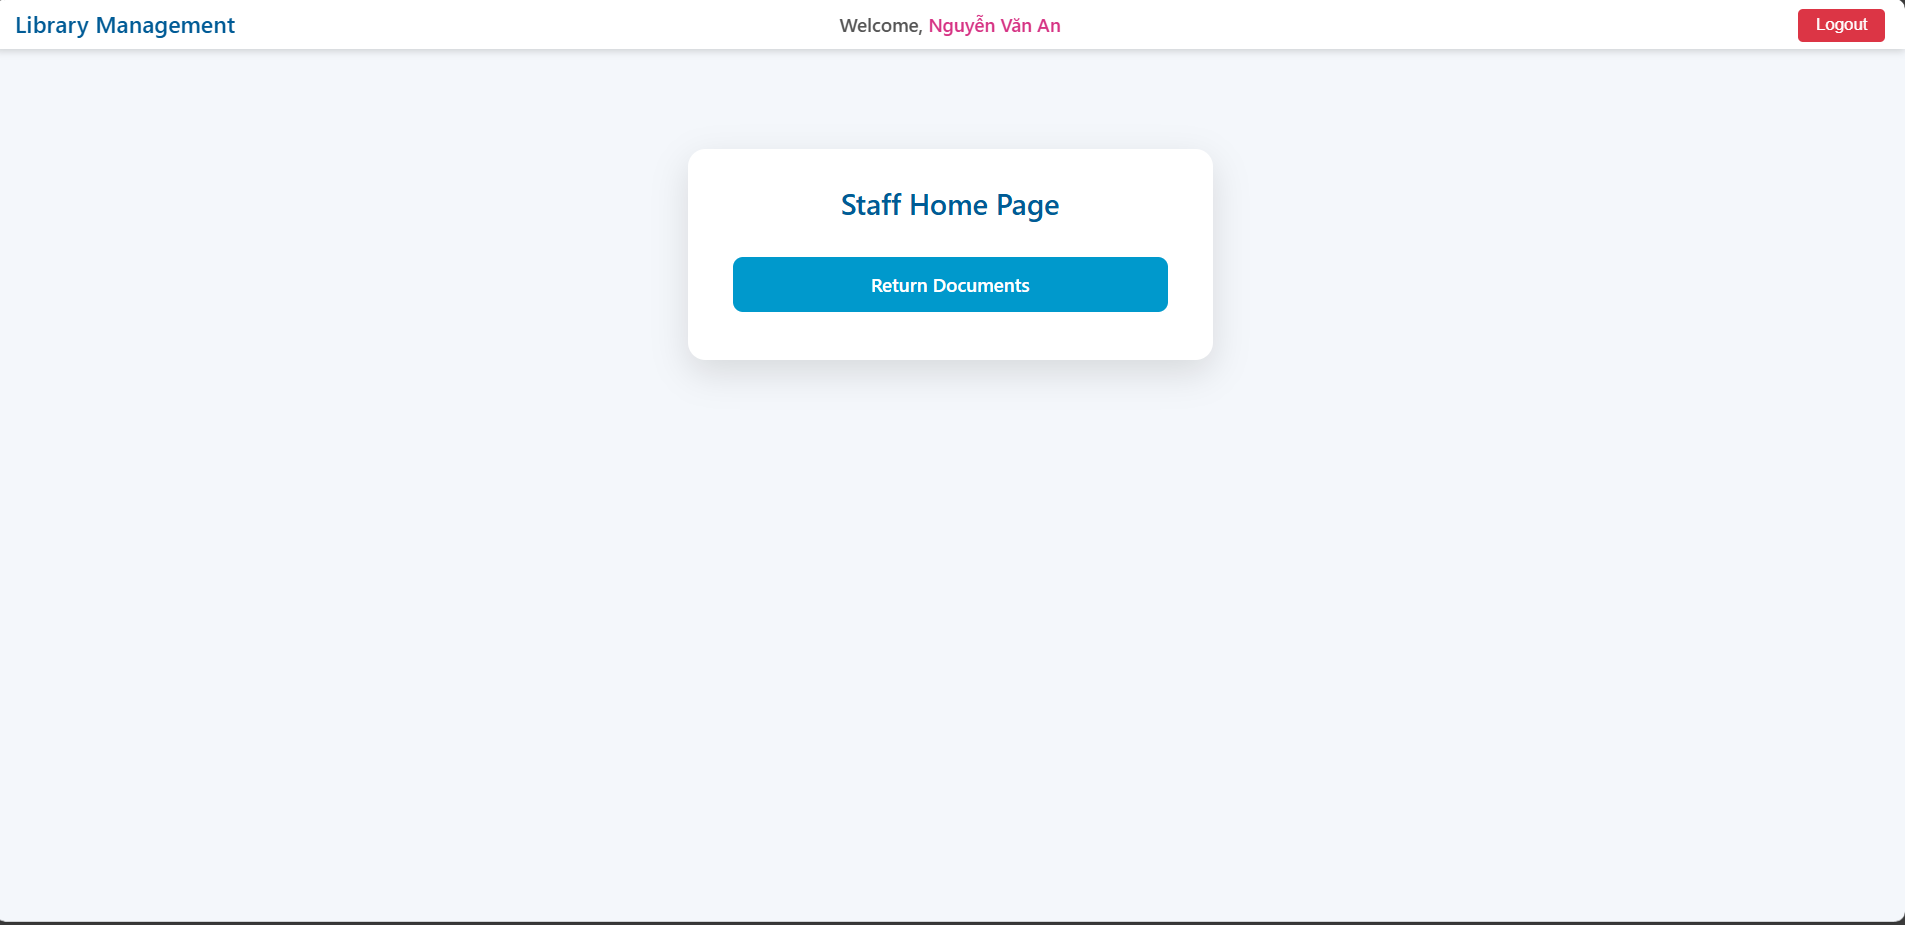 Library Management
Welcome, Nguyễn Văn An
Logout
Staff Home Page
Return Documents